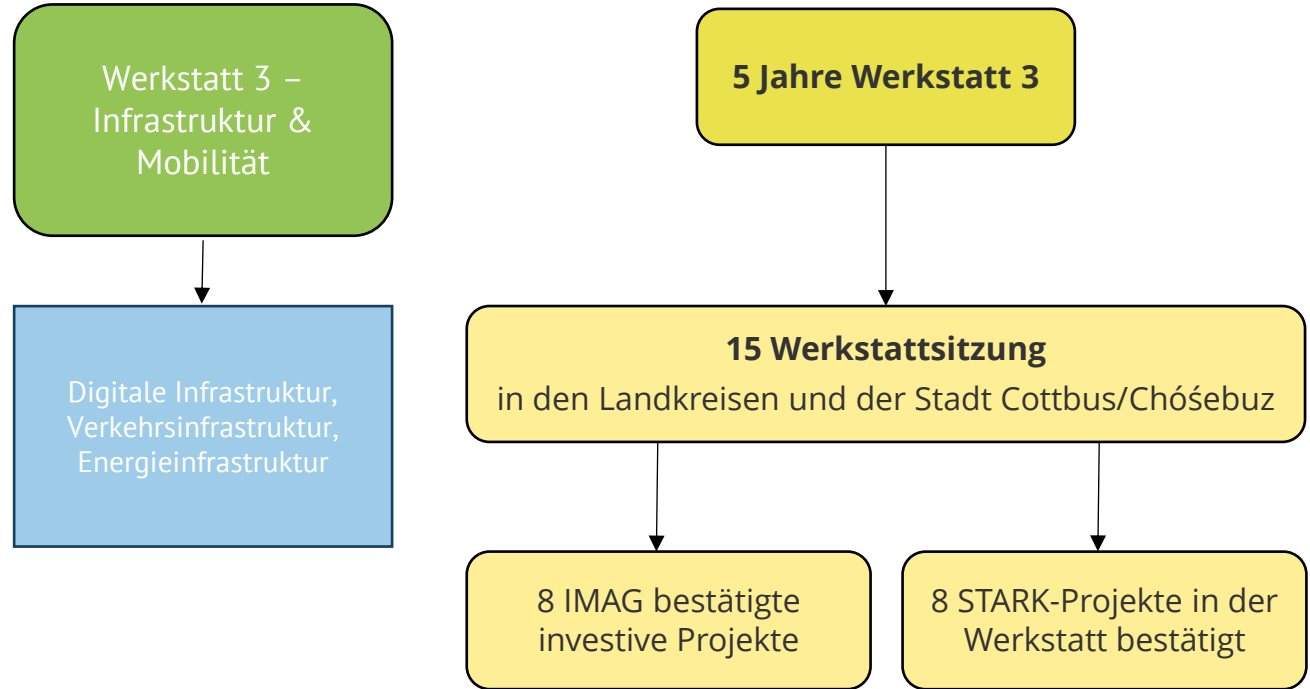 Werkstatt 3 –
Infrastruktur &
Mobilität
Digitale Infrastruktur,
Verkehrsinfrastruktur,
Energieinfrastruktur
5 Jahre Werkstatt 3
15 Werkstattsitzung
in den Landkreisen und der Stadt Cottbus/Chóśebuz
8 IMAG bestätigte
investive Projekte
8 STARK-Projekte in der
Werkstatt bestätigt